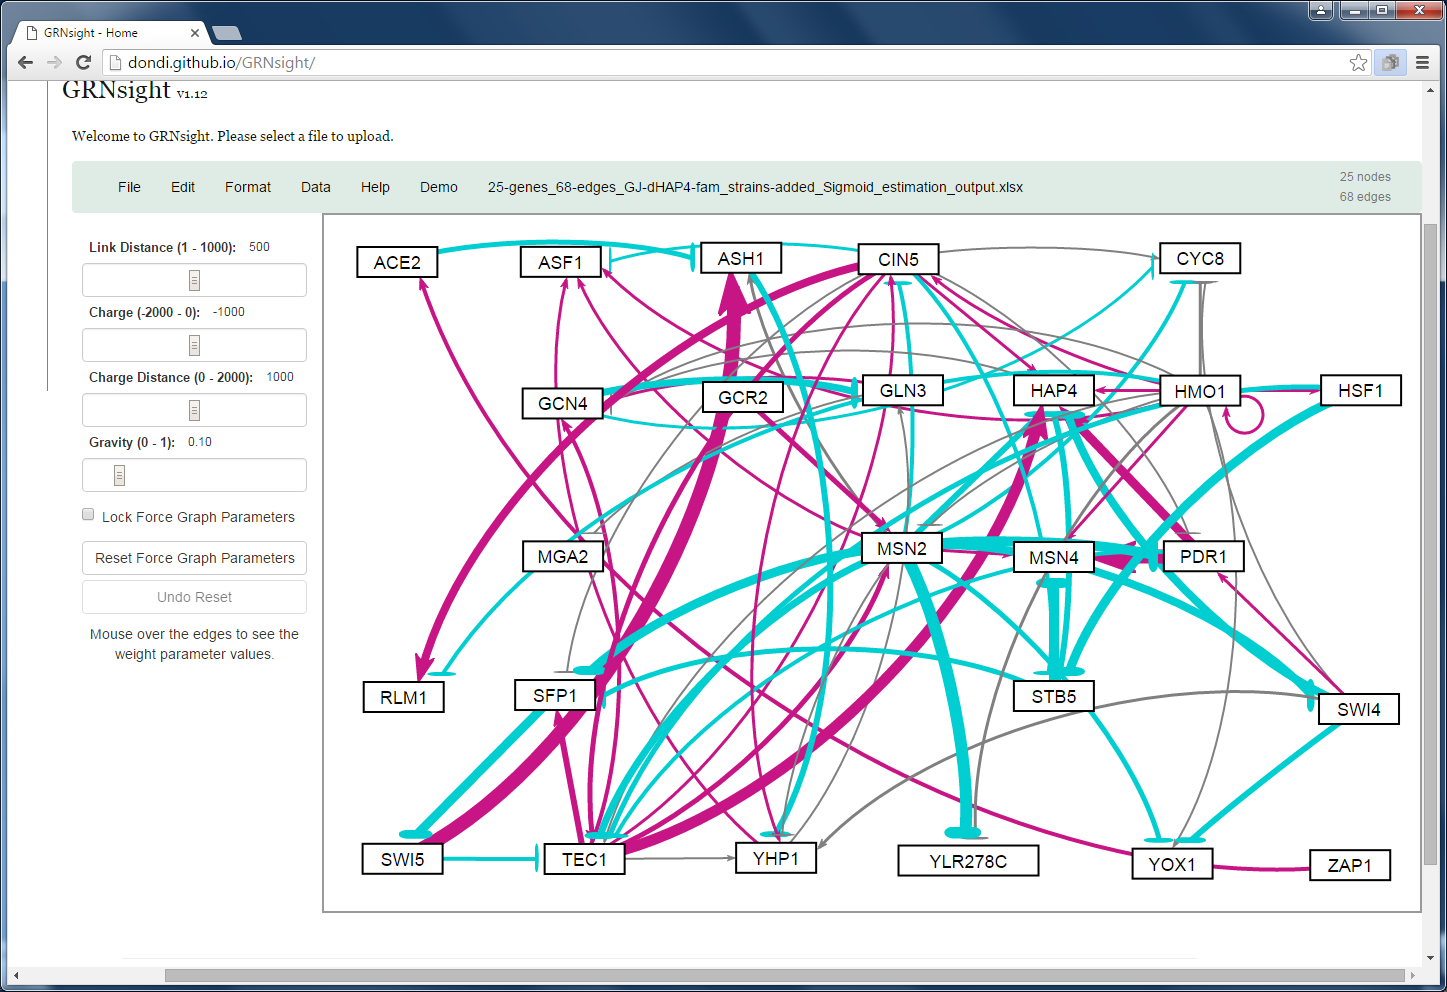 GRNsight - Home
dondi.github.io/GRNsight/
GRNsight v1.12
Welcome to GRNsight. Please select a file to upload.
File Edit Format Data Help Demo 25-genes_68-edges_GJ-dHAP4-fam_strains-added_Sigmoid_estimation_output.xlsx
25 nodes
68 edges
Link Distance (1 - 1000): 500
Charge (-2000 - 0): -1000
Charge Distance (0 - 2000): 1000
Gravity (0 - 1): 0.10
Lock Force Graph Parameters
Reset Force Graph Parameters
Undo Reset
Mouse over the edges to see the
weight parameter values.
ACE2 ASF1 ASH1 CIN5 CYC8
GCN4 GCR2 GLN3 HAP4 HMO1 HSF1
MGA2 MSN2 MSN4 PDR1
RLM1 SFP1 STB5 SWI4
SWI5 TEC1 YHP1 YLR278C YOX1 ZAP1